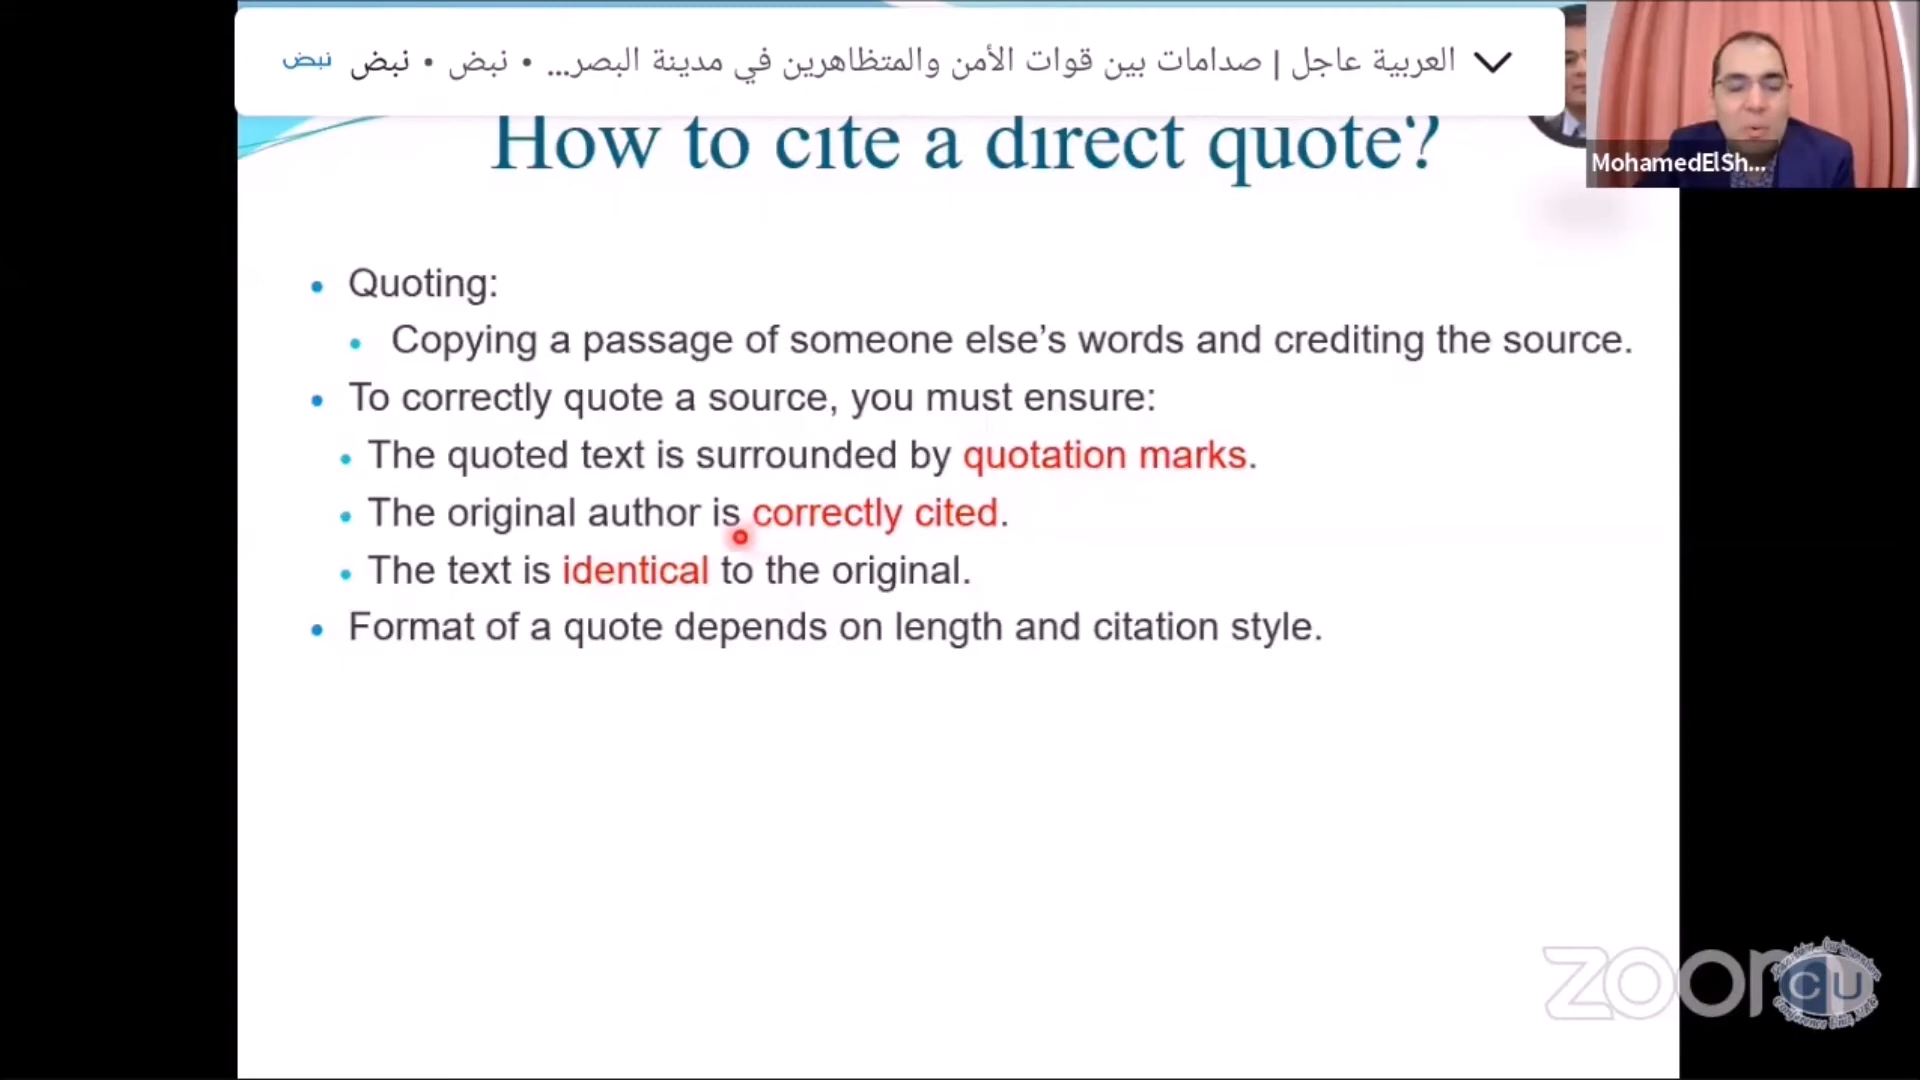 العربية عاجل | صدامات بين قوات الأمن والمتظاهرين في مدينة البصر... • نبض • نبض نبض
How to cite a direct quote?
MohamedElSh...
• Quoting:
• Copying a passage of someone else's words and crediting the source.
• To correctly quote a source, you must ensure:
• The quoted text is surrounded by quotation marks.
• The original author is correctly cited.
• The text is identical to the original.
• Format of a quote depends on length and citation style.
zoom
CU